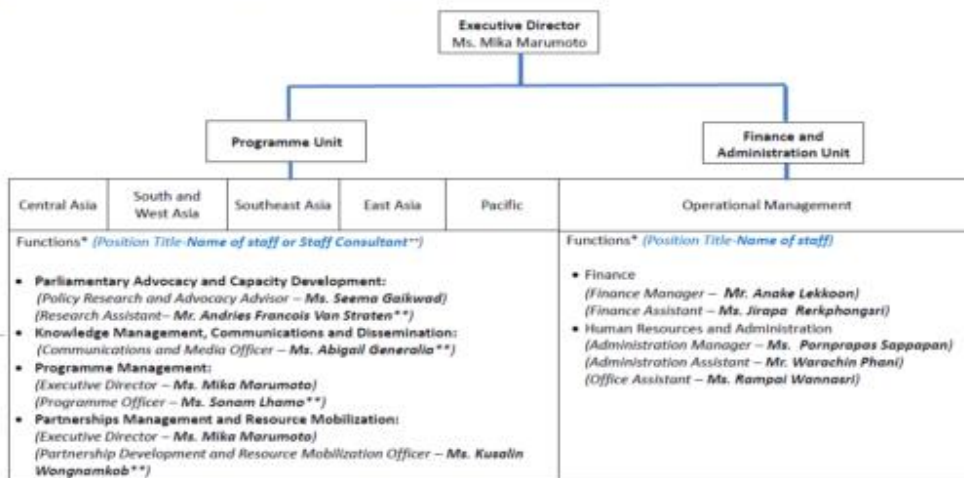 Executive Director
Ms. Mika Marumoto
Programme Unit
Finance and
Administration Unit
Central Asia
South and
West Asia
Southeast Asia
East Asia
Pacific
Operational Management
Functions* (Position Title-Name of staff or Staff Consultant**)
• Parliamentary Advocacy and Capacity Development:
(Policy Research and Advocacy Advisor – Ms. Seema Gaikwad)
(Research Assistant– Mr. Andries Francois Van Straten**)
• Knowledge Management, Communications and Dissemination:
(Communications and Media Officer – Ms. Abigail Generalia**)
• Programme Management:
(Executive Director – Ms. Mika Marumoto)
(Programme Officer – Ms. Sonam Lhamo**)
• Partnerships Management and Resource Mobilization:
(Executive Director – Ms. Mika Marumoto)
(Partnership Development and Resource Mobilization Officer – Ms. Kusalin
Wongnamkob**)
Functions* (Position Title-Name of staff)
• Finance
(Finance Manager – Mr. Anake Lekkoon)
(Finance Assistant – Ms. Jirapa Rerkphongsri)
• Human Resources and Administration
(Administration Manager – Ms. Pornprapas Sappapan)
(Administration Assistant – Mr. Warachin Phani)
(Office Assistant – Ms. Rampai Wannasri)